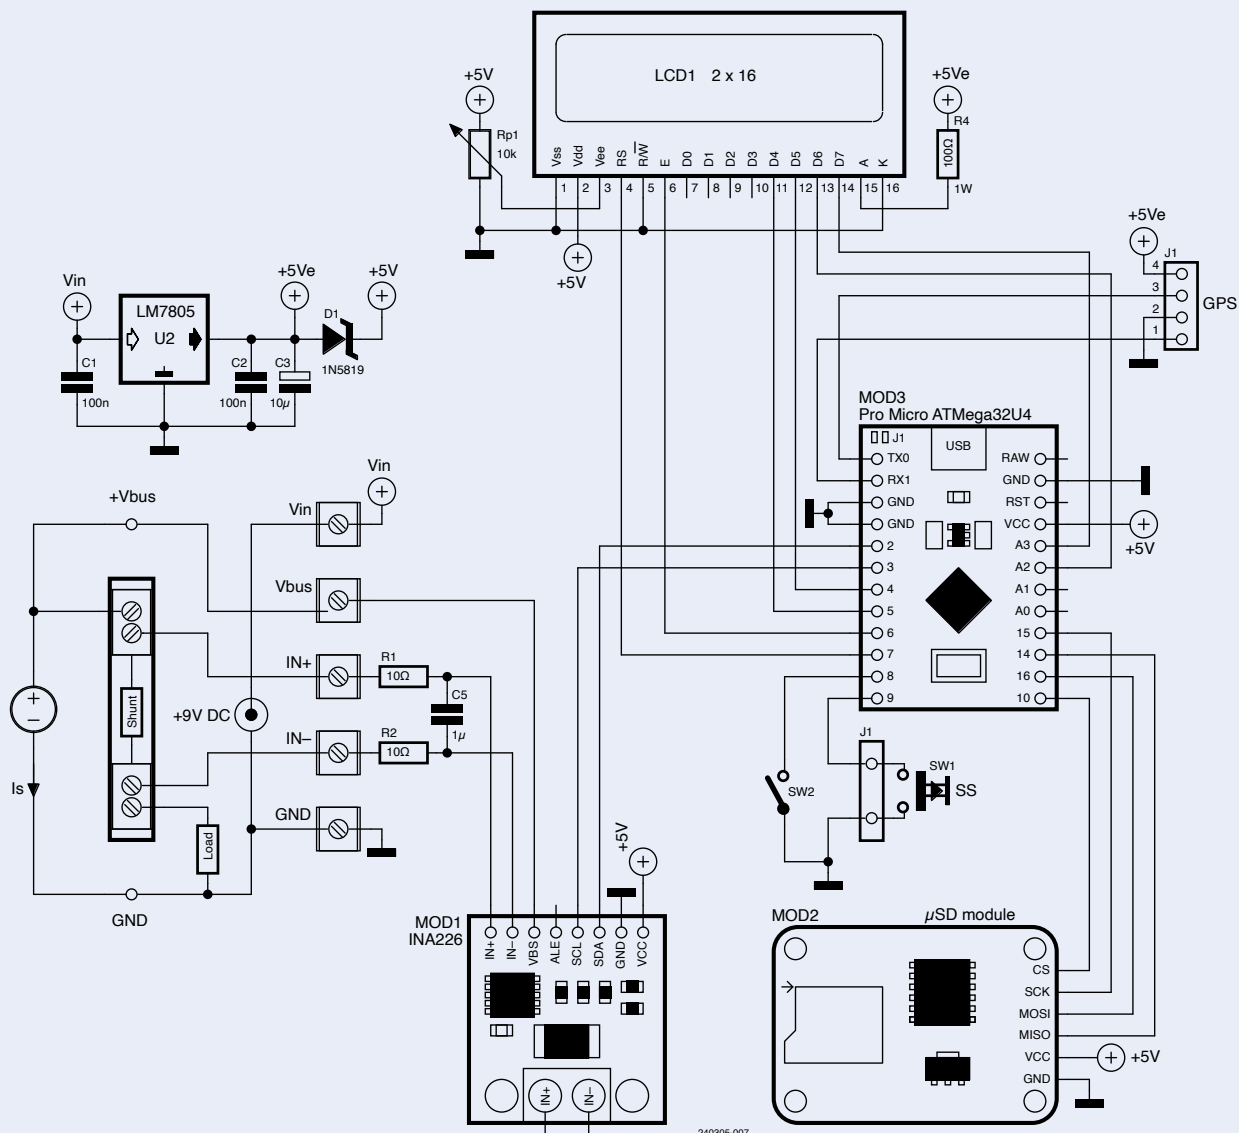 LCD1 2 x 16
+5V
+5Ve
Rp1
10k
R4
100Ω
1W
Vss Vdd Vee RS R/W E D0 D1 D2 D3 D4 D5 D6 D7 A K
1 2 3 4 5 6 7 8 9 10 11 12 13 14 15 16
+5V
+5Ve
J1
4
3
2
1
GPS
Vin
+5Ve
+5V
LM7805
U2
D1
1N5819
C1
100n
C2
100n
C3
10µ
MOD3
Pro Micro ATMega32U4
J1
USB
TX0
RX1
GND
GND
2
3
4
5
6
7
8
9
RAW
GND
RST
VCC
A3
A2
A1
A0
15
14
16
10
+5V
+Vbus
Vin
Vin
Vbus
IN+
R1
10Ω
C5
1µ
+
–
Shunt
+9V DC
IN–
R2
10Ω
Is
GND
Load
GND
J1
SW1
SS
SW2
+5V
MOD1
INA226
IN+ IN– VBS ALE SCL SDA GND VCC
IN+ IN–
MOD2
µSD module
CS
SCK
MOSI
MISO
VCC
GND
+5V
240305-007